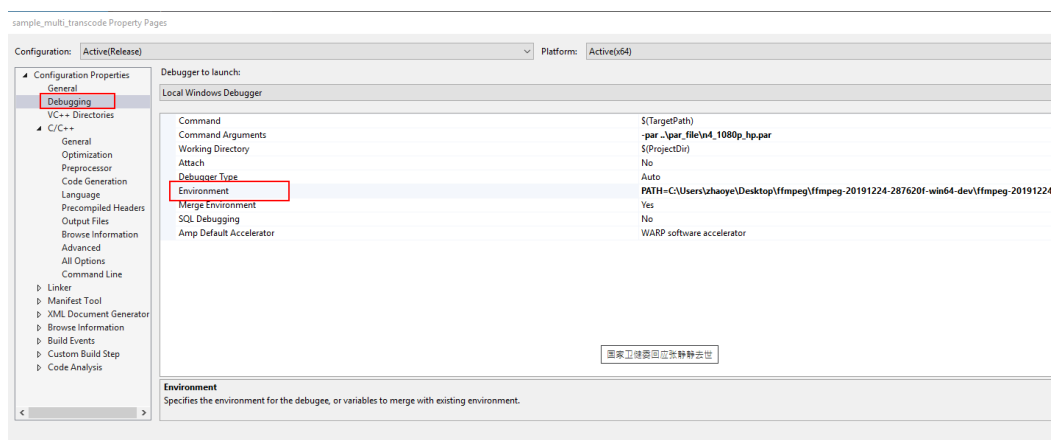 sample_multi_transcode Property Pages
Configuration: Active(Release) Platform: Active(x64)
Configuration Properties
General
Debugging
VC++ Directories
C/C++
General
Optimization
Preprocessor
Code Generation
Language
Precompiled Headers
Output Files
Browse Information
Advanced
All Options
Command Line
Linker
Manifest Tool
XML Document Generator
Browse Information
Build Events
Custom Build Step
Code Analysis
Debugger to launch:
Local Windows Debugger
Command $(TargetPath)
Command Arguments -par ..\par_file\n4_1080p_hp.par
Working Directory $(ProjectDir)
Attach No
Debugger Type Auto
Environment PATH=C:\Users\zhaoye\Desktop\ffmpeg\ffmpeg-20191224-287620f-win64-dev\ffmpeg-20191224
Merge Environment Yes
SQL Debugging No
Amp Default Accelerator WARP software accelerator
国家卫健委回应张静静去世
Environment
Specifies the environment for the debugee, or variables to merge with existing environment.